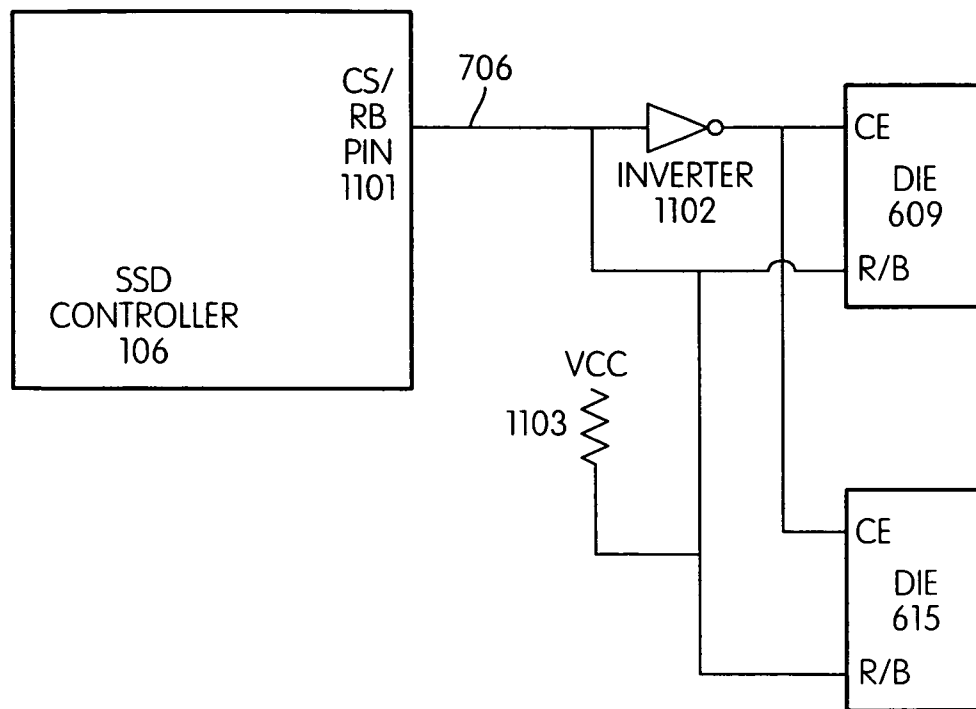 CS/
RB
PIN
1101
706
INVERTER
1102
CE
DIE
609
R/B
SSD
CONTROLLER
106
VCC
1103
CE
DIE
615
R/B